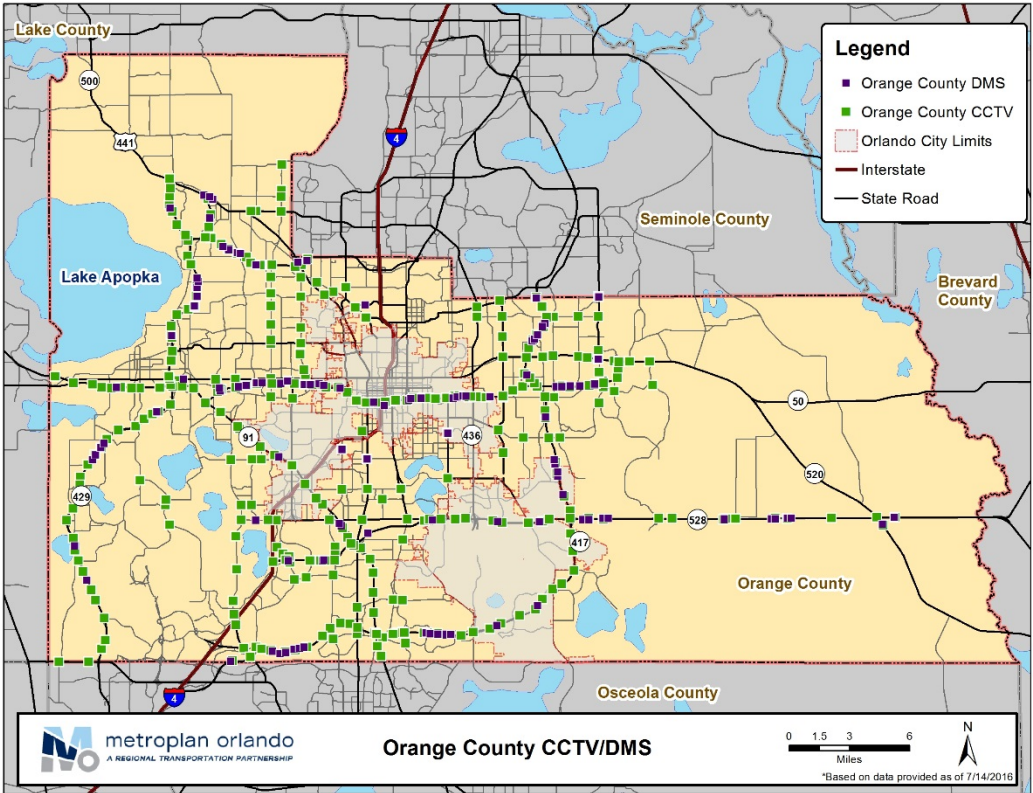 Lake County
500
441
4
Legend
Orange County DMS
Orange County CCTV
Orlando City Limits
Interstate
State Road
Seminole County
Lake Apopka
Brevard
County
50
91
436
520
429
528
417
Orange County
4
Osceola County
metroplan orlando
A REGIONAL TRANSPORTATION PARTNERSHIP
Orange County CCTV/DMS
0 1.5 3 6
Miles
N
*Based on data provided as of 7/14/2016